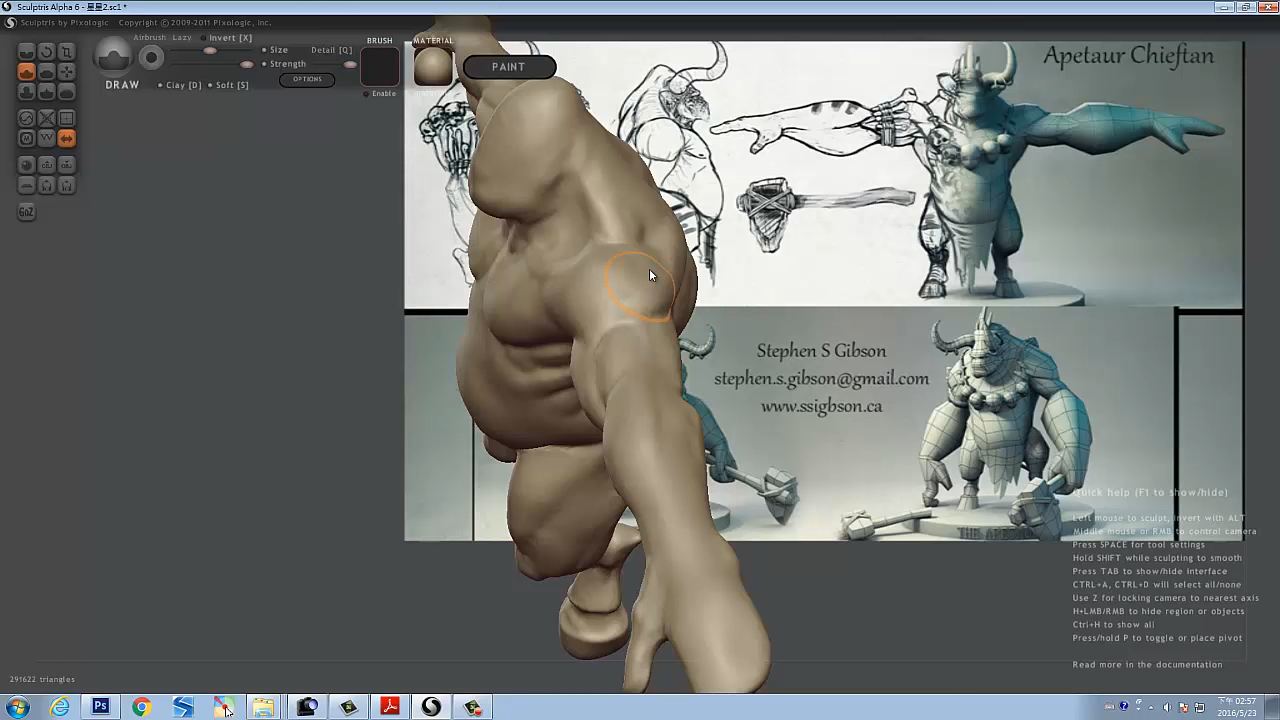 Sculptris Alpha 6 - 星星2.sc1 *
Sculptris by Pixologic Copyright © 2009-2011 Pixologic, Inc.
Airbrush Lazy Invert [X]
Size Detail [Q]
Strength
DRAW
Clay [D] Soft [S]
OPTIONS
BRUSH
Enable
MATERIAL
PAINT
GoZ
Apetaur Chieftan
Stephen S Gibson
stephen.s.gibson@gmail.com
www.ssigbson.ca
Quick help (F1 to show/hide)
Left mouse to sculpt, invert with ALT
Middle mouse or RMB to control camera
Press SPACE for tool settings
Hold SHIFT while sculpting to smooth
Press TAB to show/hide interface
CTRL+A, CTRL+D will select all/none
Use Z for locking camera to nearest axis
H+LMB/RMB to hide region or objects
Ctrl+H to show all
Press/hold P to toggle or place pivot
Read more in the documentation
291622 triangles
Ps
下午 02:57
2016/5/23